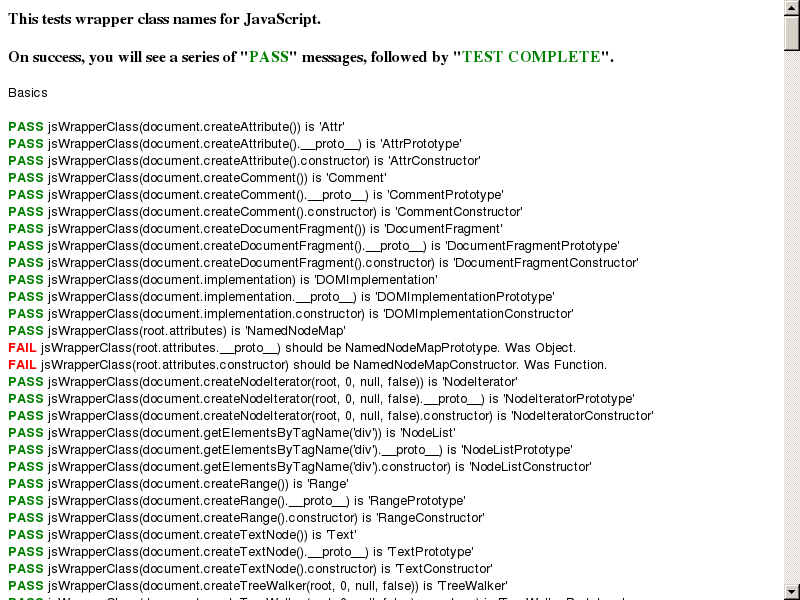 This tests wrapper class names for JavaScript.
On success, you will see a series of "PASS" messages, followed by "TEST COMPLETE".
Basics
PASS jsWrapperClass(document.createAttribute()) is 'Attr'
PASS jsWrapperClass(document.createAttribute().__proto__) is 'AttrPrototype'
PASS jsWrapperClass(document.createAttribute().constructor) is 'AttrConstructor'
PASS jsWrapperClass(document.createComment()) is 'Comment'
PASS jsWrapperClass(document.createComment().__proto__) is 'CommentPrototype'
PASS jsWrapperClass(document.createComment().constructor) is 'CommentConstructor'
PASS jsWrapperClass(document.createDocumentFragment()) is 'DocumentFragment'
PASS jsWrapperClass(document.createDocumentFragment().__proto__) is 'DocumentFragmentPrototype'
PASS jsWrapperClass(document.createDocumentFragment().constructor) is 'DocumentFragmentConstructor'
PASS jsWrapperClass(document.implementation) is 'DOMImplementation'
PASS jsWrapperClass(document.implementation.__proto__) is 'DOMImplementationPrototype'
PASS jsWrapperClass(document.implementation.constructor) is 'DOMImplementationConstructor'
PASS jsWrapperClass(root.attributes) is 'NamedNodeMap'
FAIL jsWrapperClass(root.attributes.__proto__) should be NamedNodeMapPrototype. Was Object.
FAIL jsWrapperClass(root.attributes.constructor) should be NamedNodeMapConstructor. Was Function.
PASS jsWrapperClass(document.createNodeIterator(root, 0, null, false)) is 'NodeIterator'
PASS jsWrapperClass(document.createNodeIterator(root, 0, null, false).__proto__) is 'NodeIteratorPrototype'
PASS jsWrapperClass(document.createNodeIterator(root, 0, null, false).constructor) is 'NodeIteratorConstructor'
PASS jsWrapperClass(document.getElementsByTagName('div')) is 'NodeList'
PASS jsWrapperClass(document.getElementsByTagName('div').__proto__) is 'NodeListPrototype'
PASS jsWrapperClass(document.getElementsByTagName('div').constructor) is 'NodeListConstructor'
PASS jsWrapperClass(document.createRange()) is 'Range'
PASS jsWrapperClass(document.createRange().__proto__) is 'RangePrototype'
PASS jsWrapperClass(document.createRange().constructor) is 'RangeConstructor'
PASS jsWrapperClass(document.createTextNode()) is 'Text'
PASS jsWrapperClass(document.createTextNode().__proto__) is 'TextPrototype'
PASS jsWrapperClass(document.createTextNode().constructor) is 'TextConstructor'
PASS jsWrapperClass(document.createTreeWalker(root, 0, null, false)) is 'TreeWalker'